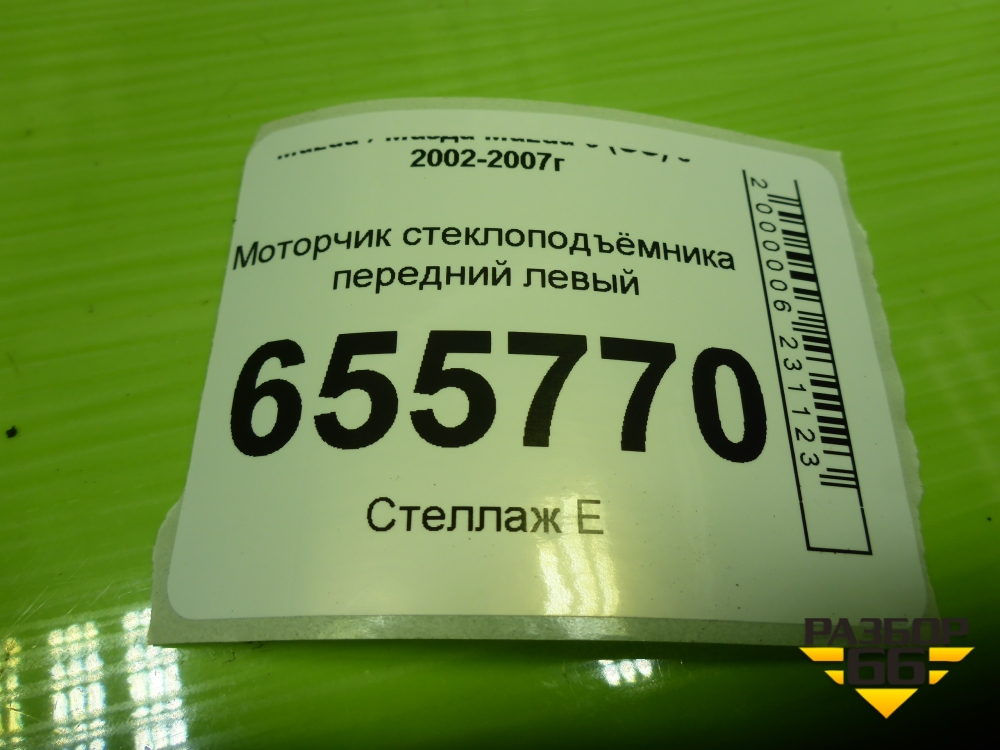 2002-2007г
Моторчик стеклоподъёмника
передний левый
655770
Стеллаж Е
2000006231123
РАЗБОР
66